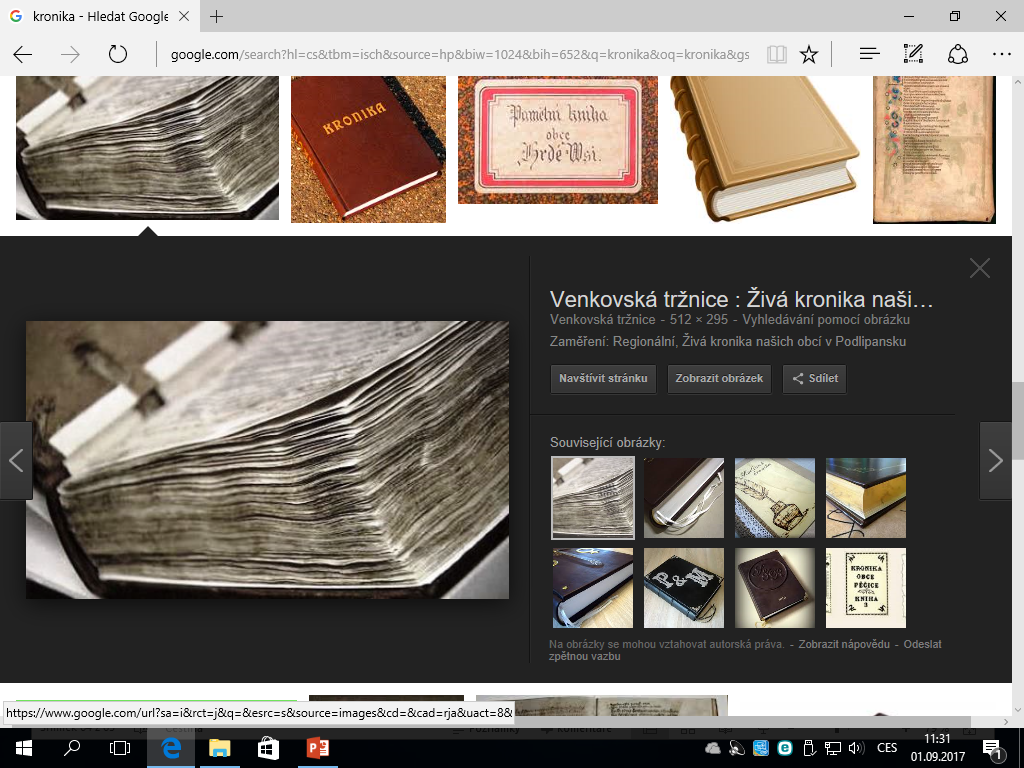 kronika - Hledat Google
google.com/search?hl=cs&tbm=isch&source=hp&biw=1024&bih=652&q=kronika&oq=kronika&gs
KRONIKA
Pamětní kniha
obce
Hrdě Wsi.
Venkovská tržnice : Živá kronika naši…
Venkovská tržnice - 512 × 295 - Vyhledávání pomocí obrázku
Zaměření: Regionální, Živá kronika našich obcí v Podlipansku
Navštívit stránku
Zobrazit obrázek
Sdílet
Související obrázky:
P&M
KRONIKA
OBCE
PĚČICE
KNIHA
3
Na obrázky se mohou vztahovat autorská práva. - Zobrazit nápovědu - Odeslat
zpětnou vazbu
https://www.google.com/url?sa=i&rct=j&q=&esrc=s&source=images&cd=&cad=rja&uact=8&
CES
11:31
01.09.2017
1